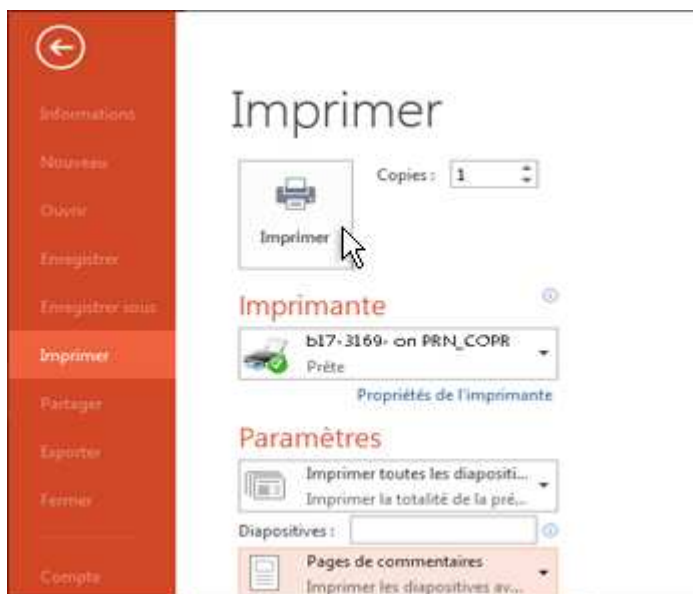 Informations
Nouveau
Ouvrir
Enregistrer
Enregistrer sous
Imprimer
Partager
Exporter
Fermer
Compte
Imprimer
Copies : 1
Imprimer
Imprimante
b17-3169- on PRN_COPR
Prête
Propriétés de l'imprimante
Paramètres
Imprimer toutes les diapositi...
Imprimer la totalité de la pré...
Diapositives :
Pages de commentaires
Imprimer les diapositives av...